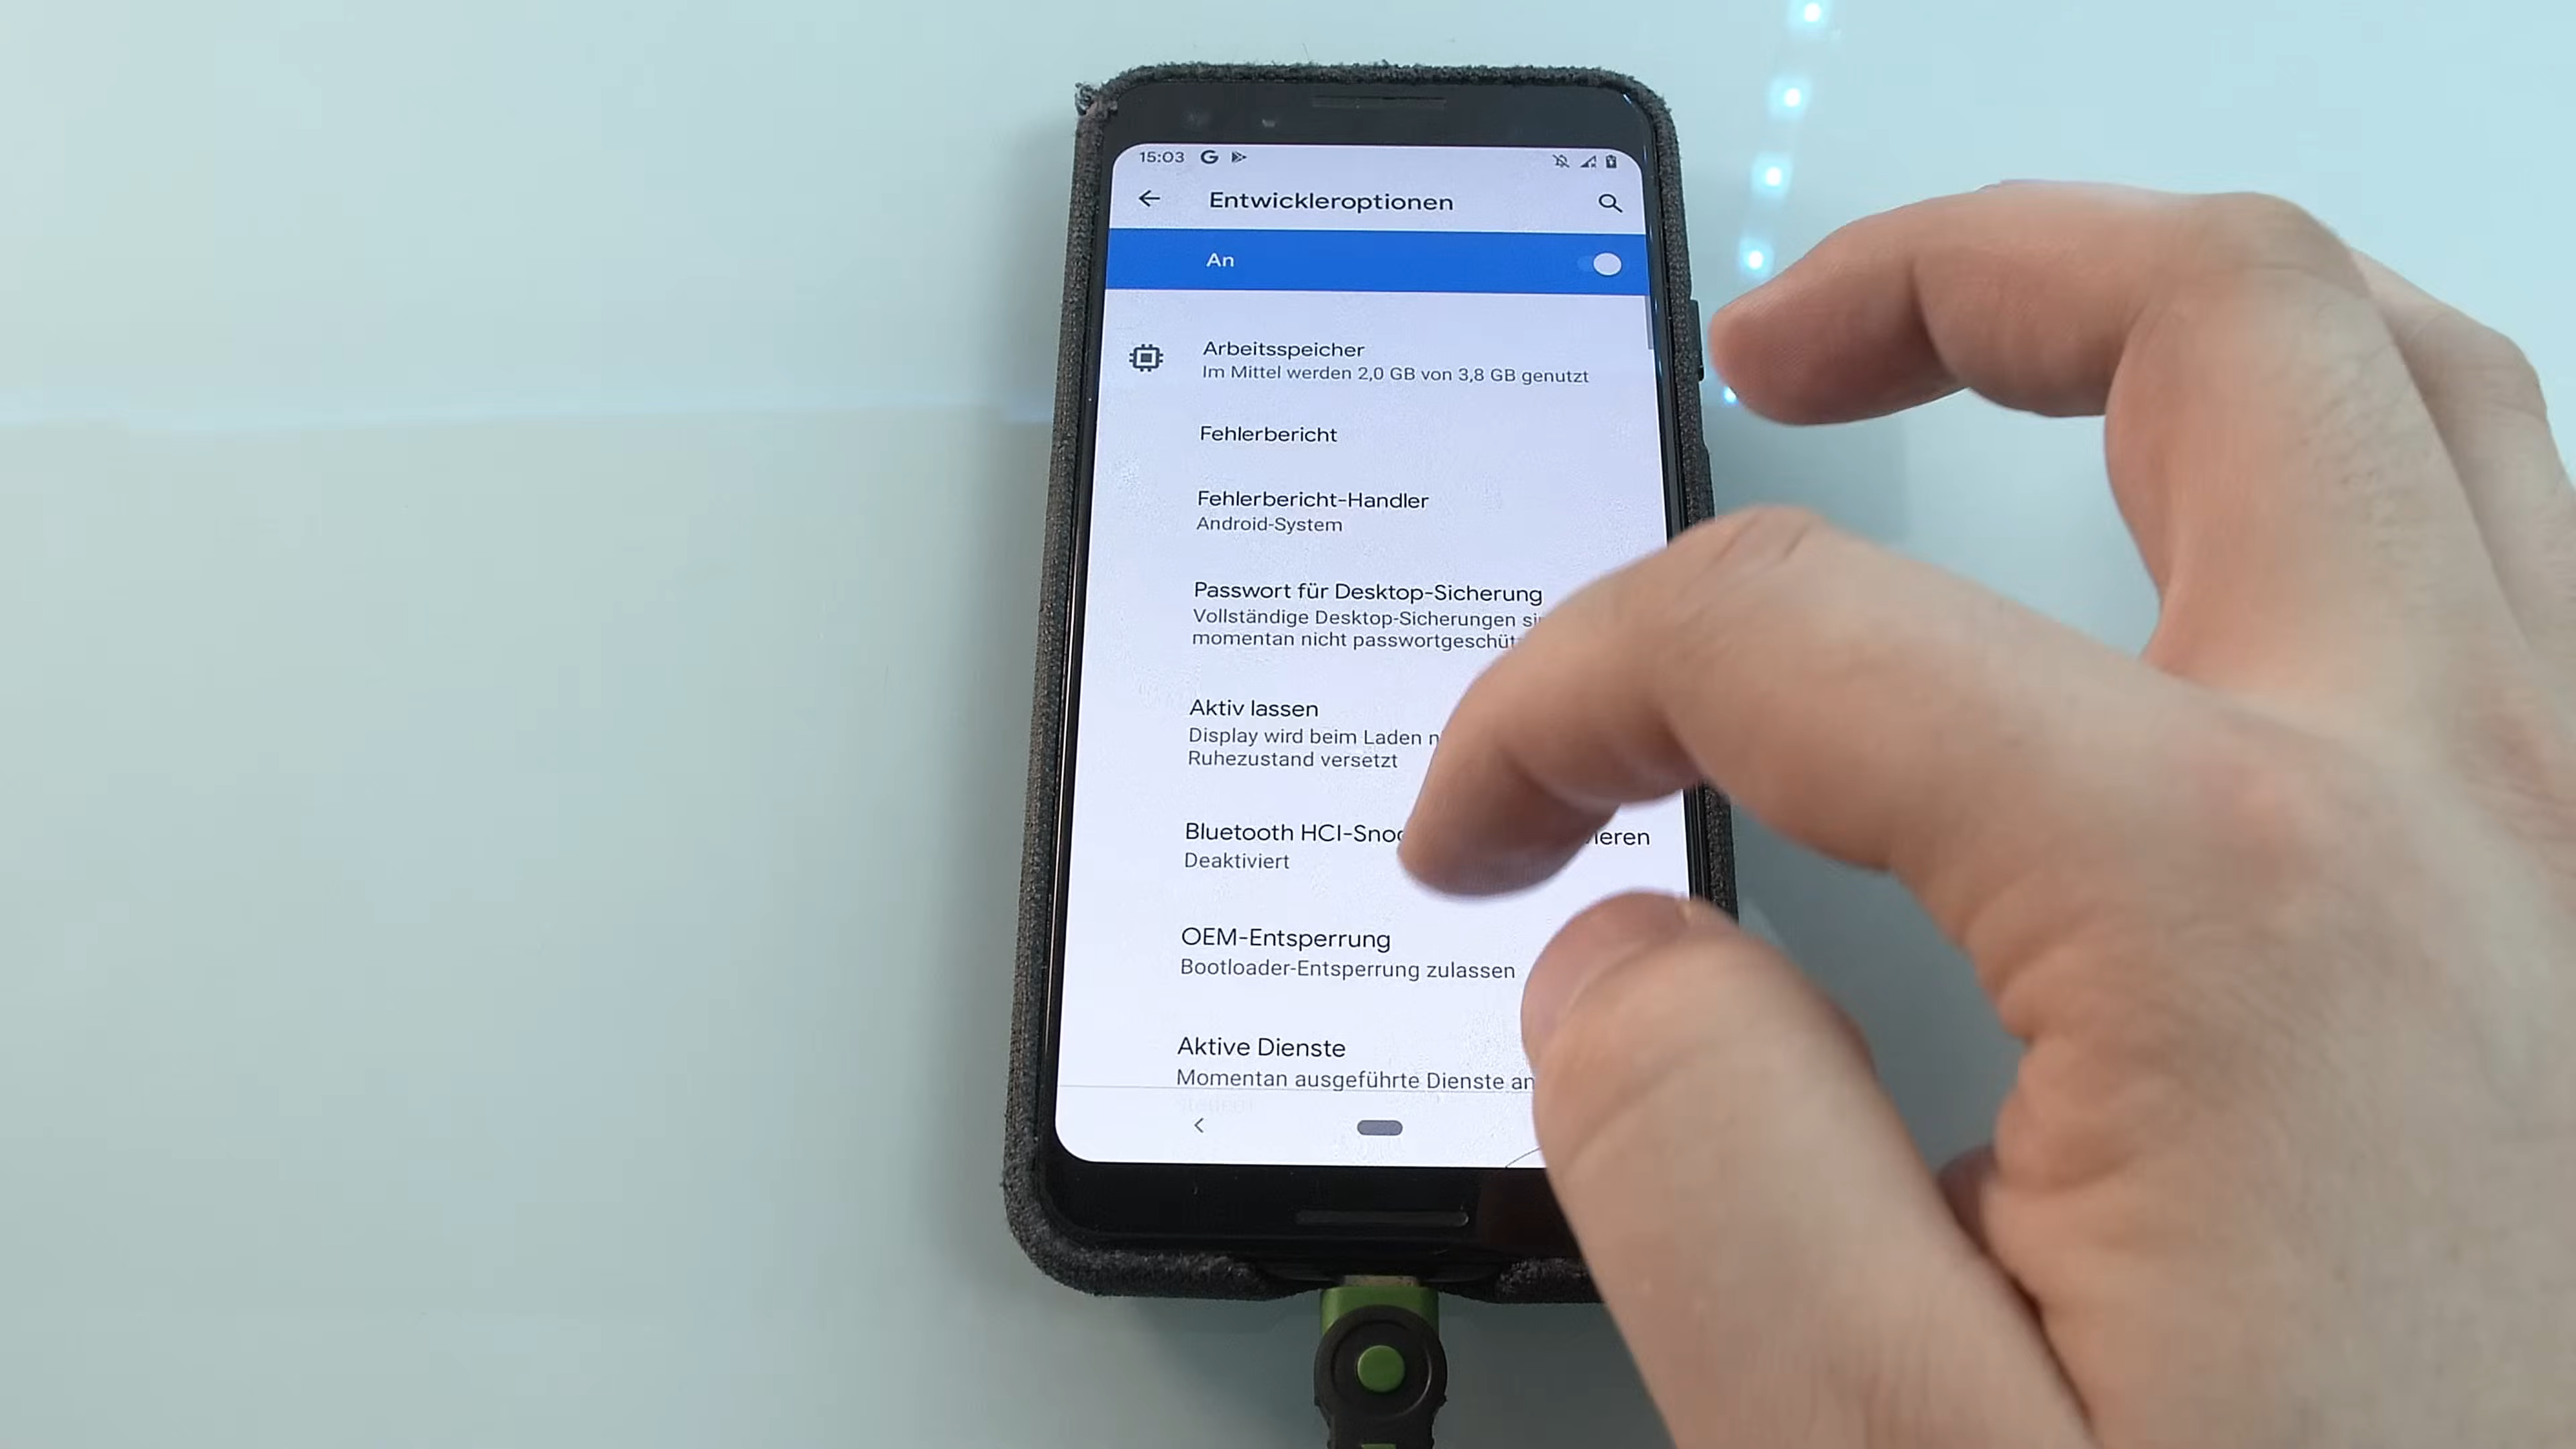 15:03
Entwickleroptionen
An
Arbeitsspeicher
Im Mittel werden 2,0 GB von 3,8 GB genutzt
Fehlerbericht
Fehlerbericht-Handler
Android-System
Passwort für Desktop-Sicherung
Vollständige Desktop-Sicherungen
momentan nicht
Aktiv lassen
Display wird beim Laden
Ruhezustand versetzt
Bluetooth
Deaktiviert
OEM-Entsperrung
Bootloader-Entsperrung zulassen
Aktive Dienste
Momentan ausgeführte Dienste